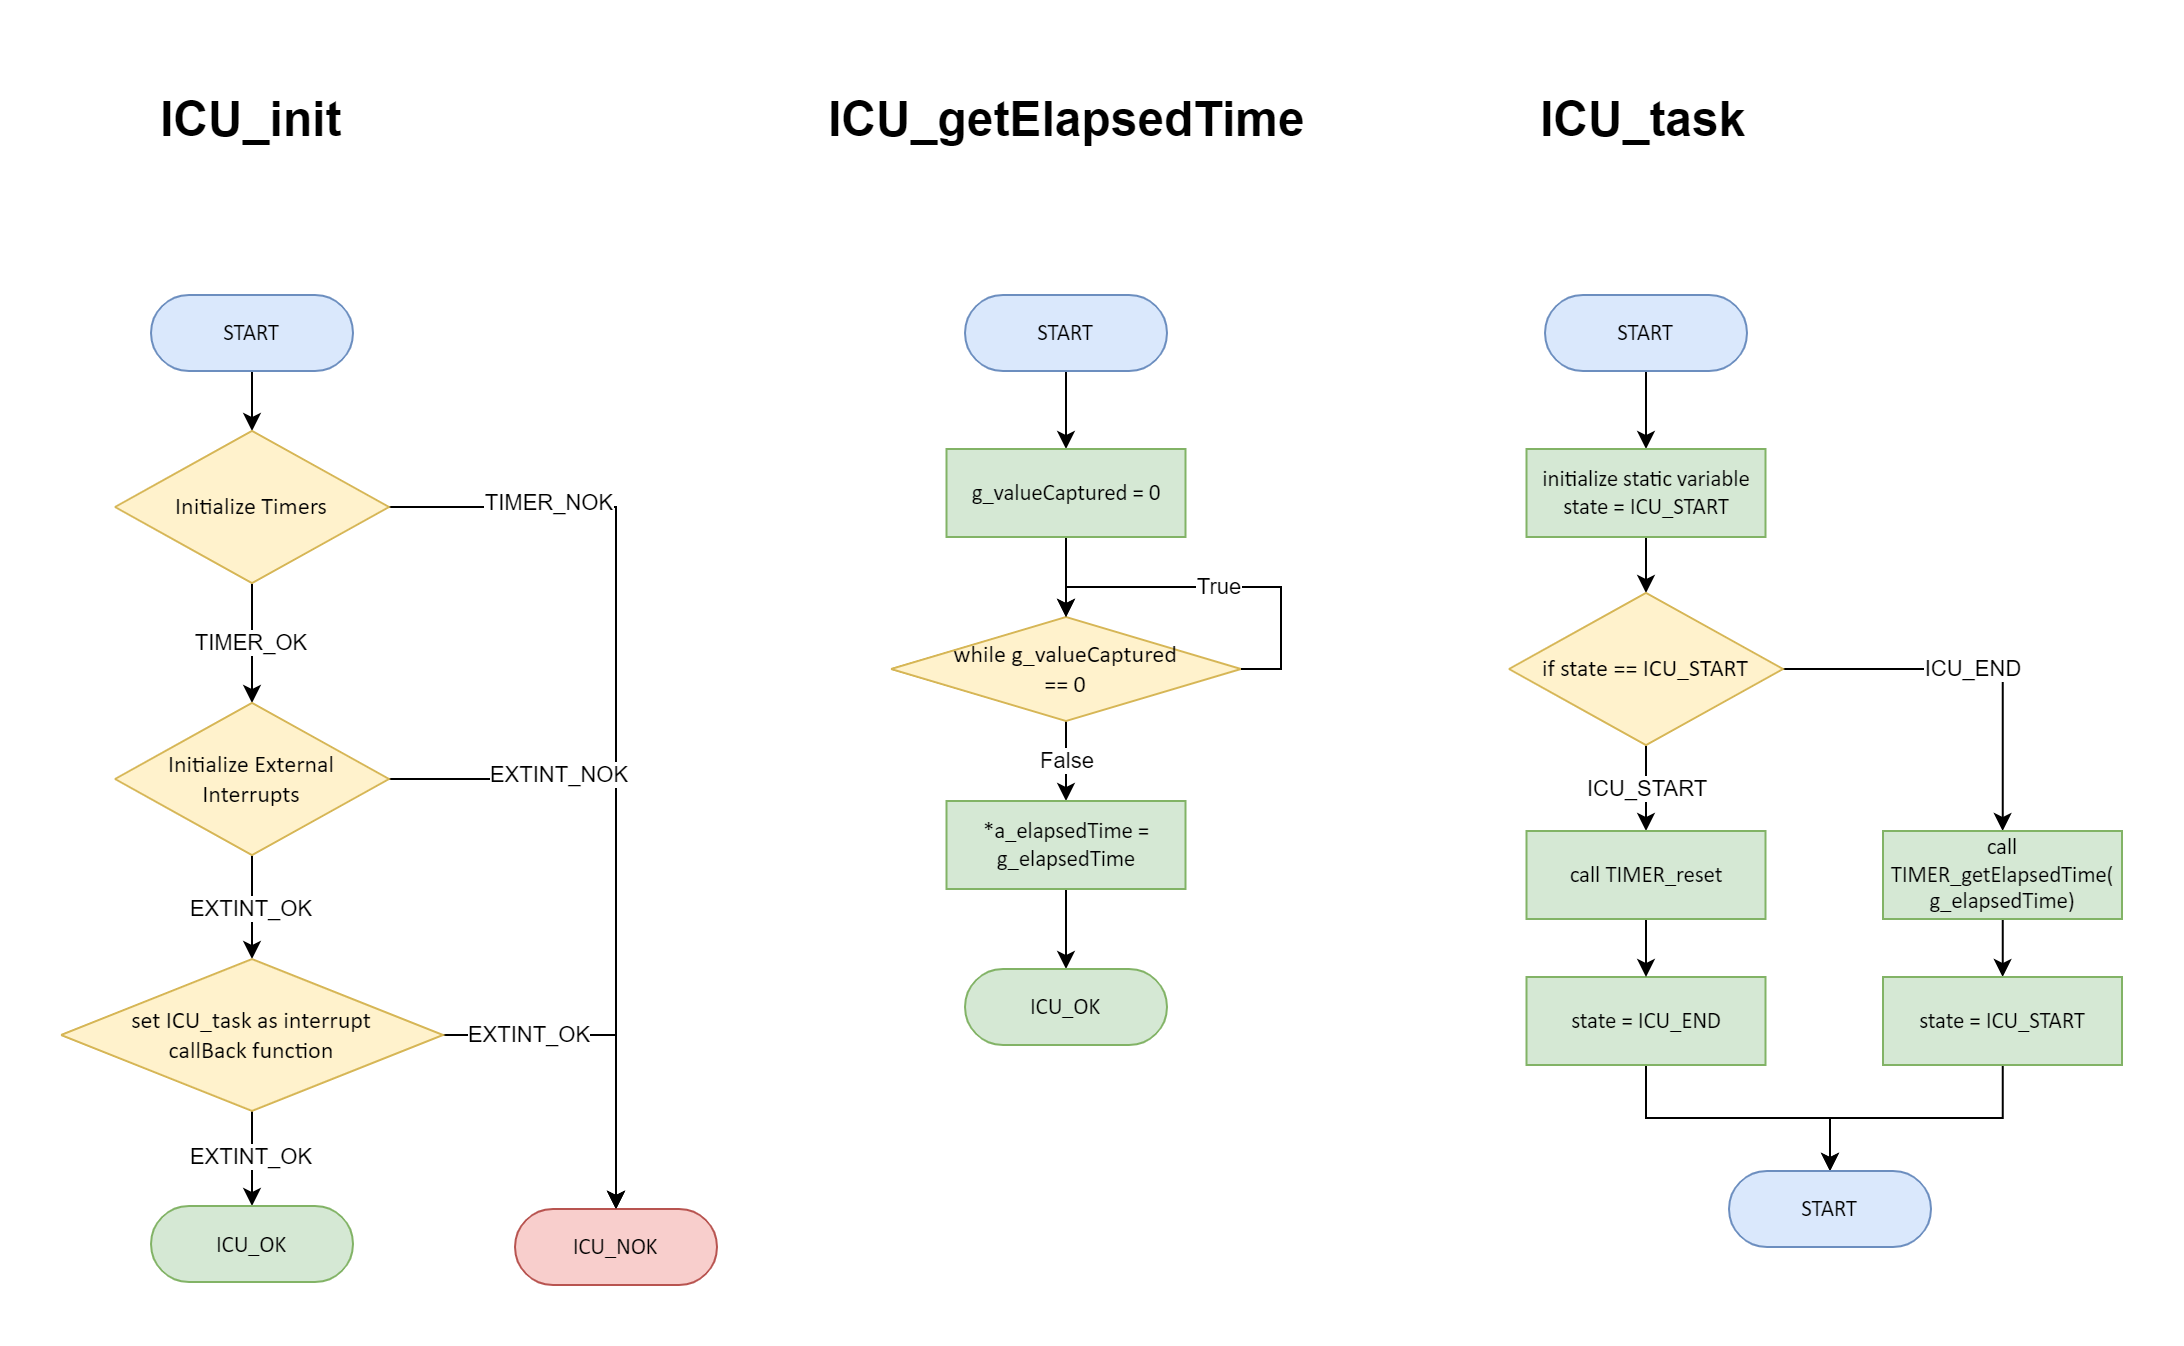 ICU_init
START
Initialize Timers
TIMER_NOK
TIMER_OK
Initialize External
Interrupts
EXTINT_NOK
EXTINT_OK
set ICU_task as interrupt
callBack function
EXTINT_OK
EXTINT_OK
ICU_OK
ICU_NOK
ICU_getElapsedTime
START
g_valueCaptured = 0
True
while g_valueCaptured
== 0
False
*a_elapsedTime =
g_elapsedTime
ICU_OK
ICU_task
START
initialize static variable
state = ICU_START
if state == ICU_START
ICU_END
ICU_START
call TIMER_reset
call
TIMER_getElapsedTime(
g_elapsedTime)
state = ICU_END
state = ICU_START
START